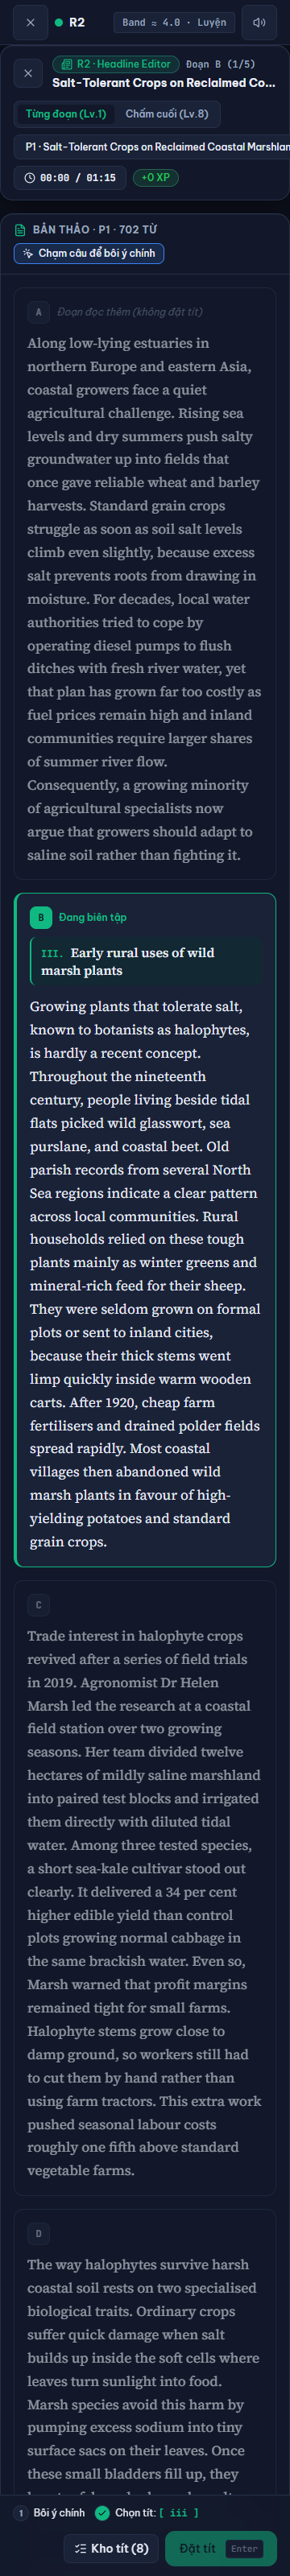 R2
Band ≈ 4.0 · Luyện
R2 · Headline Editor
Đoạn B (1/5)
Salt-Tolerant Crops on Reclaimed Co...
Từng đoạn (Lv.1)
Chấm cuối (Lv.8)
P1 · Salt-Tolerant Crops on Reclaimed Coastal Marshlan
00:00 / 01:15
+0 XP
BẢN THẢO · P1 · 702 TỪ
Chạm câu để bôi ý chính
A
Đoạn đọc thêm (không đặt tít)
Along low-lying estuaries in
northern Europe and eastern Asia,
coastal growers face a quiet
agricultural challenge. Rising sea
levels and dry summers push salty
groundwater up into fields that
once gave reliable wheat and barley
harvests. Standard grain crops
struggle as soon as soil salt levels
climb even slightly, because excess
salt prevents roots from drawing in
moisture. For decades, local water
authorities tried to cope by
operating diesel pumps to flush
ditches with fresh river water, yet
that plan has grown far too costly as
fuel prices remain high and inland
communities require larger shares
of summer river flow.
Consequently, a growing minority
of agricultural specialists now
argue that growers should adapt to
saline soil rather than fighting it.
B
Đang biên tập
III. Early rural uses of wild
marsh plants
Growing plants that tolerate salt,
known to botanists as halophytes,
is hardly a recent concept.
Throughout the nineteenth
century, people living beside tidal
flats picked wild glasswort, sea
purslane, and coastal beet. Old
parish records from several North
Sea regions indicate a clear pattern
across local communities. Rural
households relied on these tough
plants mainly as winter greens and
mineral-rich feed for their sheep.
They were seldom grown on formal
plots or sent to inland cities,
because their thick stems went
limp quickly inside warm wooden
carts. After 1920, cheap farm
fertilisers and drained polder fields
spread rapidly. Most coastal
villages then abandoned wild
marsh plants in favour of high-
yielding potatoes and standard
grain crops.
C
Trade interest in halophyte crops
revived after a series of field trials
in 2019. Agronomist Dr Helen
Marsh led the research at a coastal
field station over two growing
seasons. Her team divided twelve
hectares of mildly saline marshland
into paired test blocks and irrigated
them directly with diluted tidal
water. Among three tested species,
a short sea-kale cultivar stood out
clearly. It delivered a 34 per cent
higher edible yield than control
plots growing normal cabbage in
the same brackish water. Even so,
Marsh warned that profit margins
remained tight for small farms.
Halophyte stems grow close to
damp ground, so workers still had
to cut them by hand rather than
using farm tractors. This extra work
pushed seasonal labour costs
roughly one fifth above standard
vegetable farms.
D
The way halophytes survive harsh
coastal soil rests on two specialised
biological traits. Ordinary crops
suffer quick damage when salt
builds up inside the soft cells where
leaves turn sunlight into food.
Marsh species avoid this harm by
pumping excess sodium into tiny
surface sacs on their leaves. Once
these small bladders fill up, they
1
Bôi ý chính
Chọn tít: [ iii ]
Kho tít (8)
Đặt tít
Enter